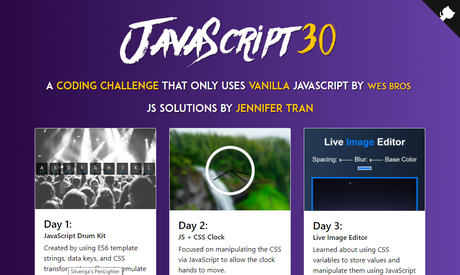 JAVASCRIPT 30
A CODING CHALLENGE THAT ONLY USES VANILLA JAVASCRIPT BY WES BROS
JS SOLUTIONS BY JENNIFER TRAN
A S D F G H J K L
Day 1:
JavaScript Drum Kit
Created by using ES6 template
strings, data keys, and CSS
Silvenga's PenLighter
Day 2:
JS + CSS Clock
Focused on manipulating the CSS
via JavaScript to allow the clock
hands to move.
Live Image Editor
Spacing: Blur: Base Color
Day 3:
Live Image Editor
Learned about using CSS
variables to store values and
manipulate them using JavaScript